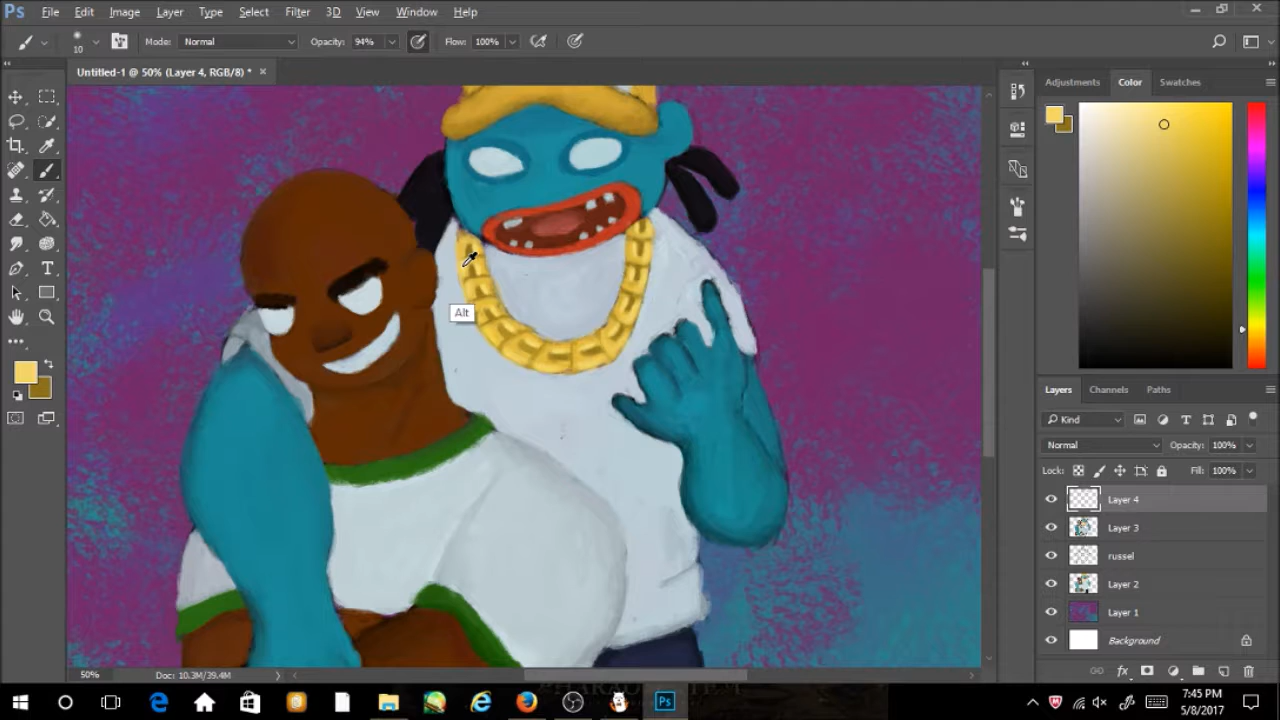 Ps File Edit Image Layer Type Select Filter 3D View Window Help
10 Mode: Normal Opacity: 94% Flow: 100%
Untitled-1 @ 50% (Layer 4, RGB/8) * ×
Adjustments Color Swatches
Alt
Layers Channels Paths
Kind
Normal Opacity: 100%
Lock: Fill: 100%
Layer 4
Layer 3
russel
Layer 2
Layer 1
Background
50% Doc: 10.3M/39.4M
7:45 PM
5/8/2017